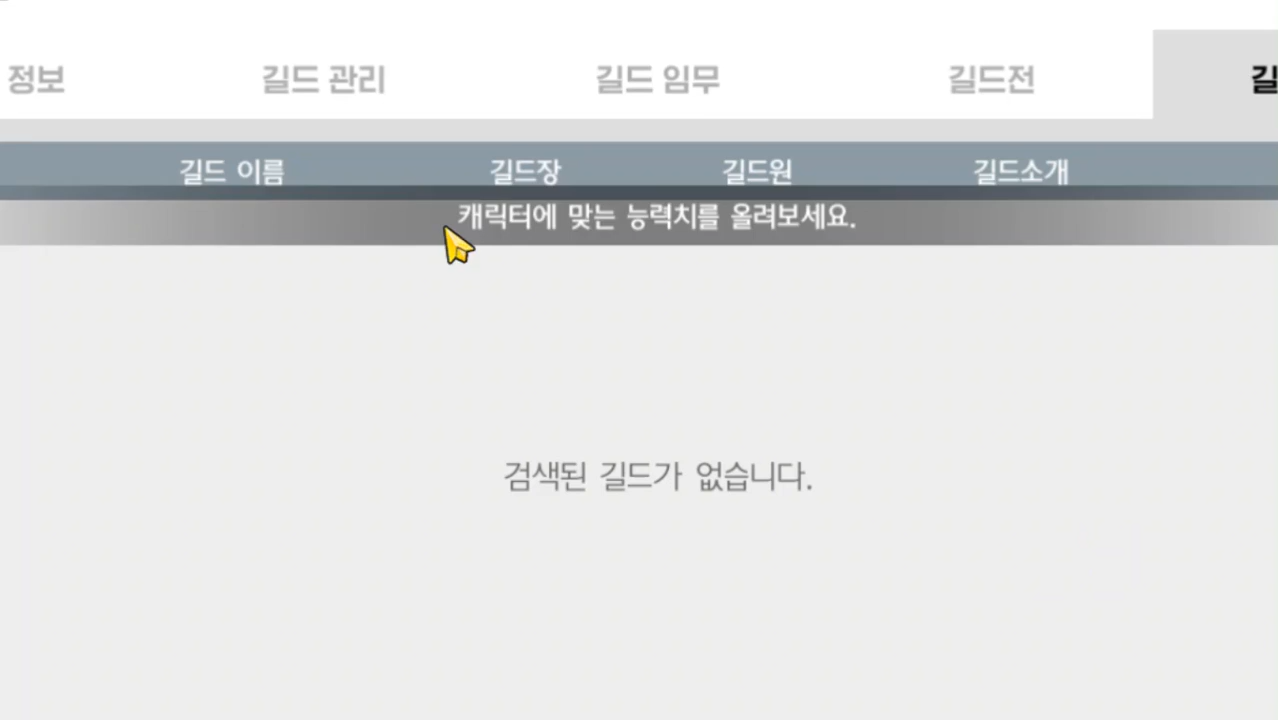 정보 길드 관리 길드 임무 길드전 길
길드 이름 길드장 길드원 길드소개
캐릭터에 맞는 능력치를 올려보세요.
검색된 길드가 없습니다.